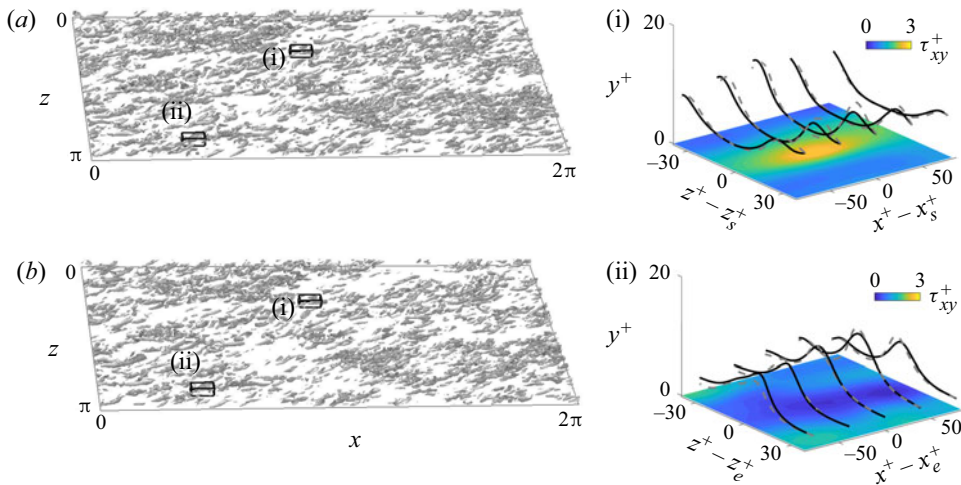 (a)
0
(i)
(ii)
z
π
0
2π
(i)
20
0
3
τ⁺xy
y⁺
0
−30
0
30
z⁺ − z⁺s
−50
0
50
x⁺ − x⁺s
(b)
0
(i)
(ii)
z
π
0
2π
x
(ii)
20
0
3
τ⁺xy
y⁺
0
−30
0
30
z⁺ − z⁺e
−50
0
50
x⁺ − x⁺e